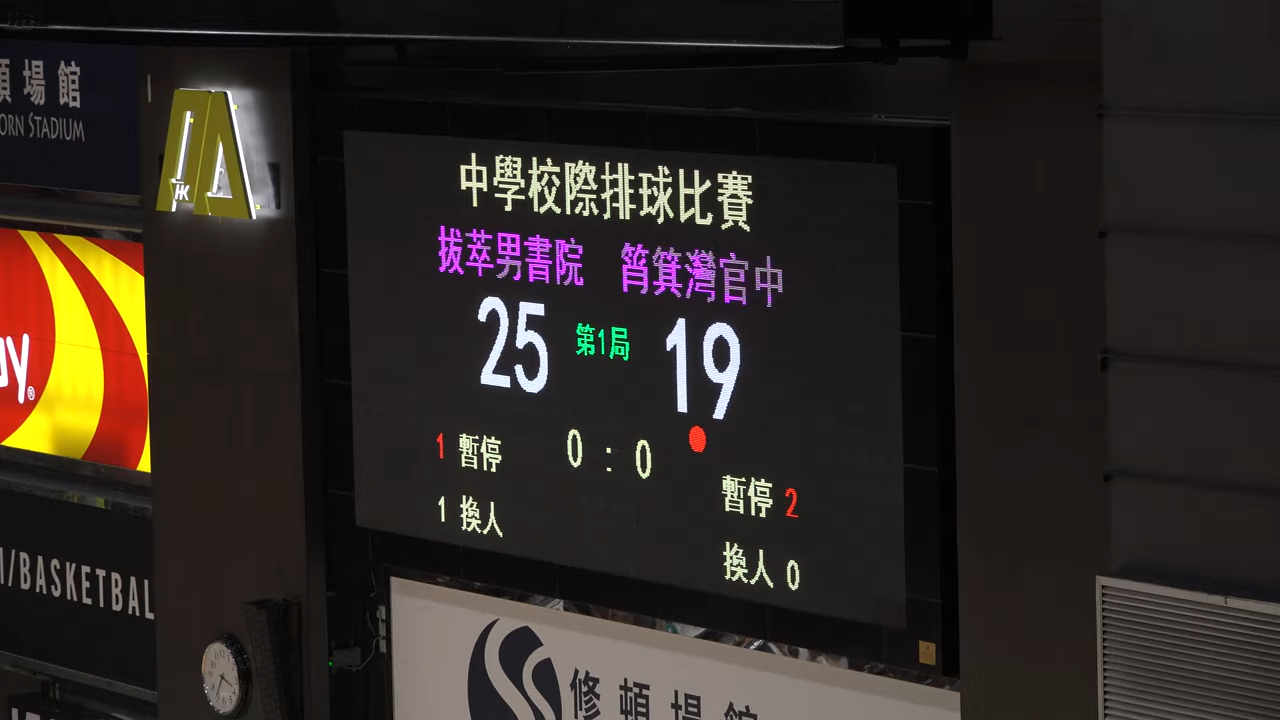 頓場館
ORN STADIUM
HK
中學校際排球比賽
拔萃男書院 筲箕灣官中
25 第1局 19
1 暫停 0 : 0
暫停 2
1 換人
換人 0
/BASKETBAL
修頓場館